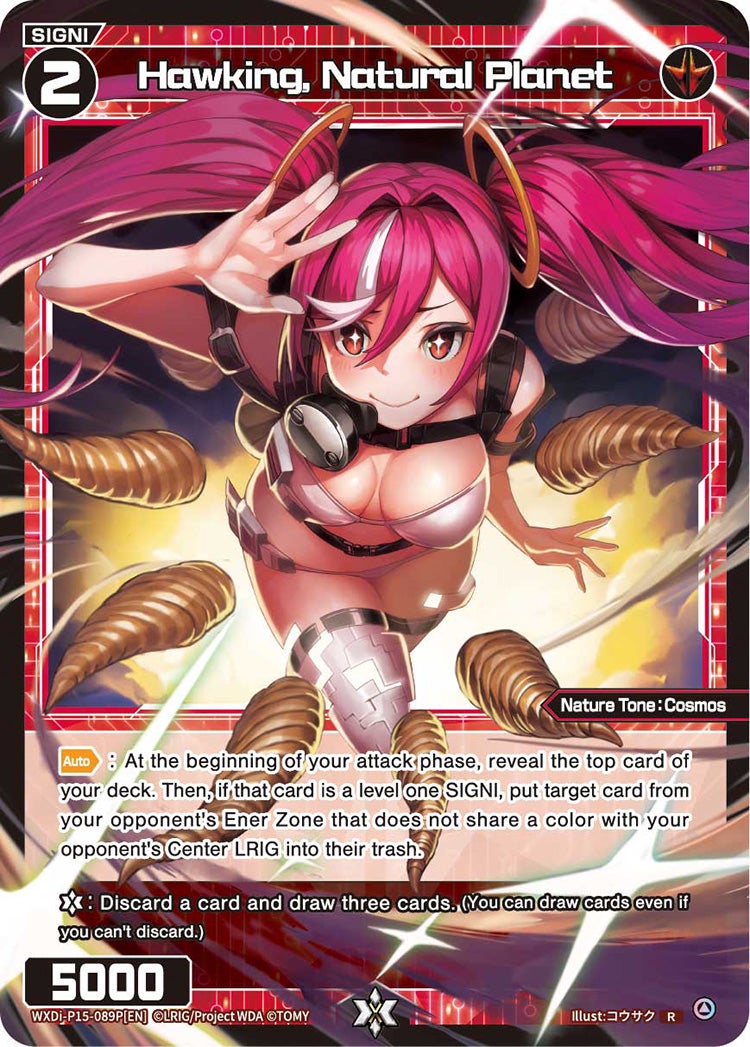 SIGNI
2
Hawking, Natural Planet
Nature Tone:Cosmos
Auto : At the beginning of your attack phase, reveal the top card of
your deck. Then, if that card is a level one SIGNI, put target card from
your opponent's Ener Zone that does not share a color with your
opponent's Center LRIG into their trash.
: Discard a card and draw three cards. (You can draw cards even if
you can't discard.)
5000
WXDi-P15-089P[EN] ©LRIG/Project WDA ©TOMY
Illust:コウサク R